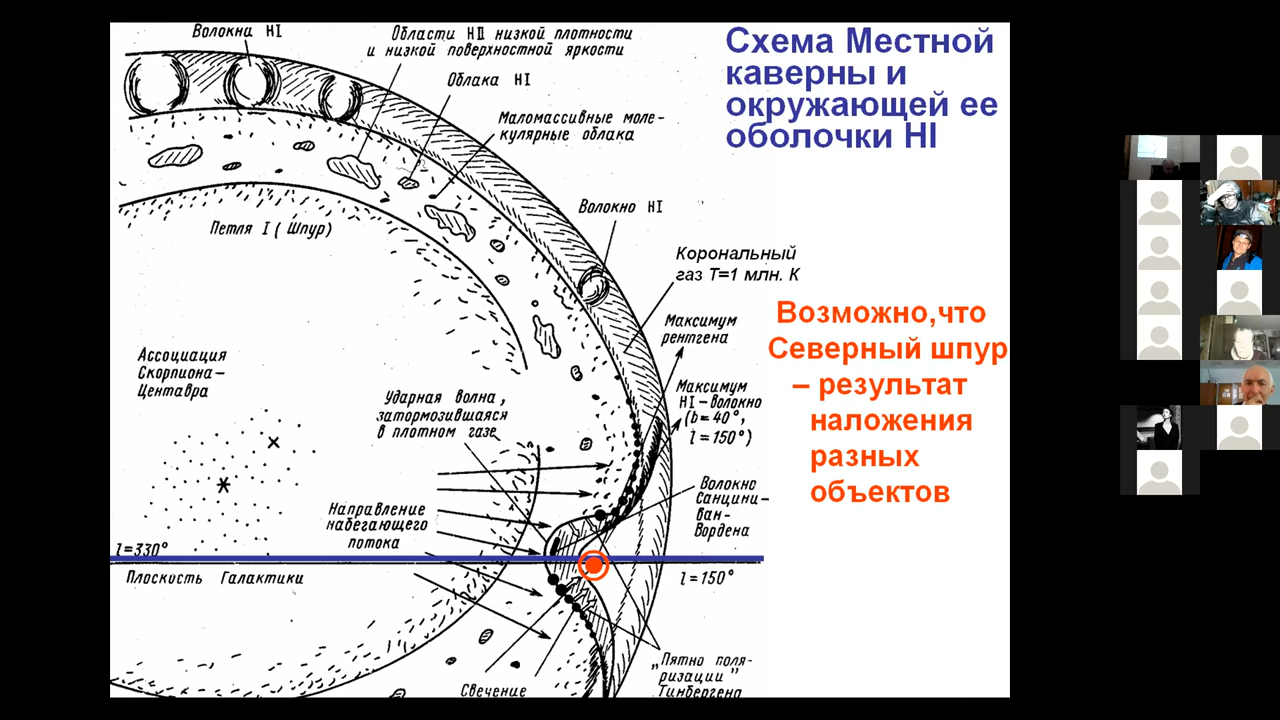 Схема Местной
каверны и
окружающей ее
оболочки HI
Волокна HI
Области HII низкой плотности
и низкой поверхностной яркости
Облака HI
Маломассивные моле-
кулярные облака
Петля I (Шпур)
Волокно HI
Корональный
газ Т=1 млн. К
Максимум
рентгена
Возможно,что
Северный шпур
– результат
наложения
разных
объектов
Ассоциация
Скорпиона–
Центавра
Ударная волна,
затормозившаяся
в плотном газе
Максимум
HI–волокно
(b=40°,
l=150°)
Волокно
Санцини–
ван–
Вордена
Направление
набегающего
потока
l=330°
Плоскость Галактики
l=150°
„Пятно поля-
ризации”
Тинбергена
Свечение